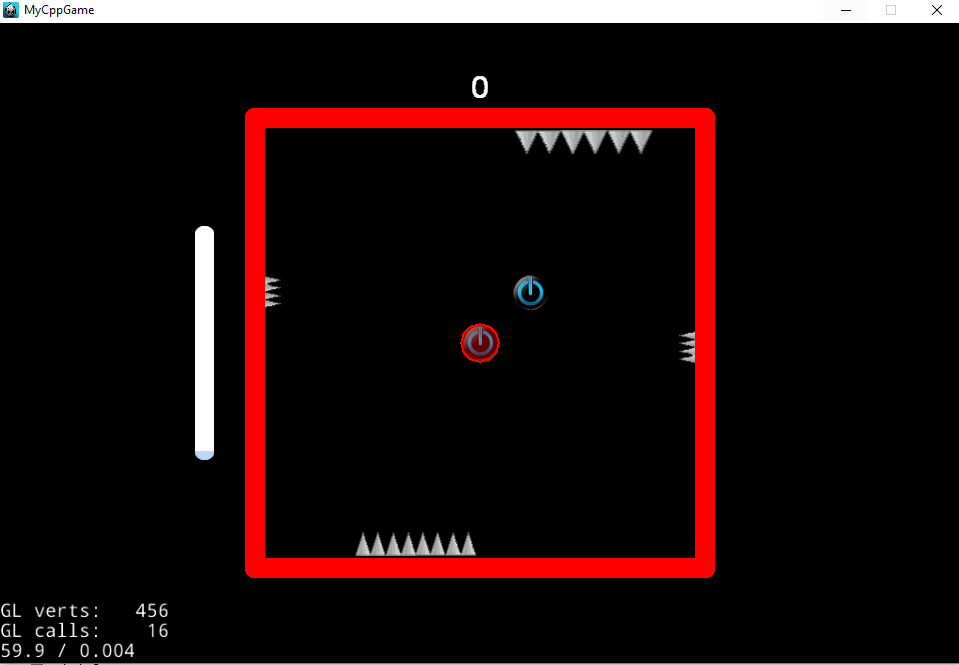 MyCppGame
0
GL verts: 456
GL calls: 16
59.9 / 0.004